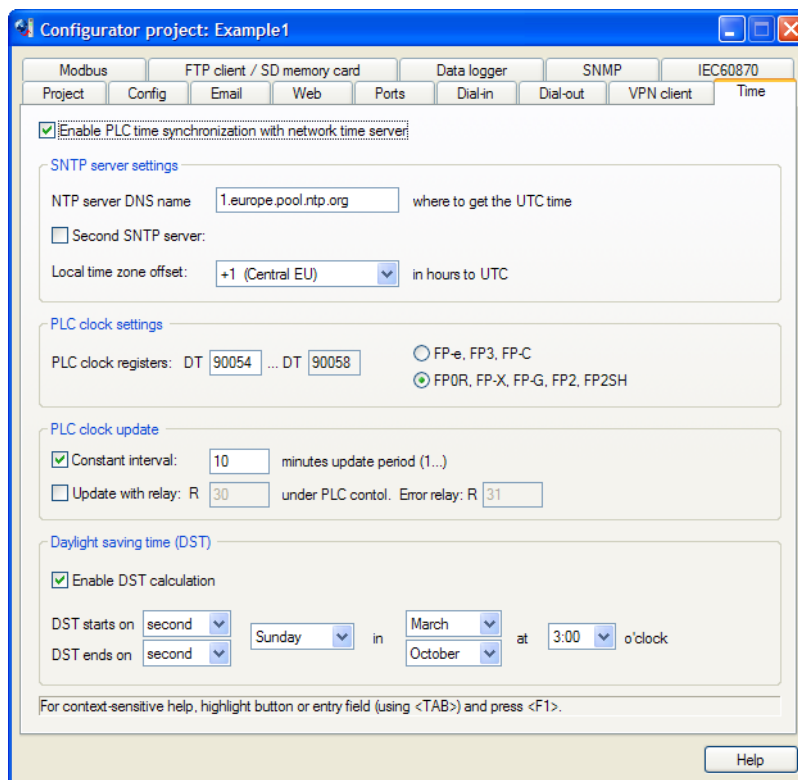 Configurator project: Example1
Modbus FTP client / SD memory card Data logger SNMP IEC60870
Project Config Email Web Ports Dial-in Dial-out VPN client Time
Enable PLC time synchronization with network time server
SNTP server settings
NTP server DNS name 1.europe.pool.ntp.org where to get the UTC time
Second SNTP server:
Local time zone offset: +1 (Central EU) in hours to UTC
PLC clock settings
FP-e, FP3, FP-C
PLC clock registers: DT 90054 ... DT 90058
FP0R, FP-X, FP-G, FP2, FP2SH
PLC clock update
Constant interval: 10 minutes update period (1...)
Update with relay: R 30 under PLC contol. Error relay: R 31
Daylight saving time (DST)
Enable DST calculation
DST starts on second Sunday in March at 3:00 o'clock
DST ends on second October
For context-sensitive help, highlight button or entry field (using <TAB>) and press <F1>.
Help